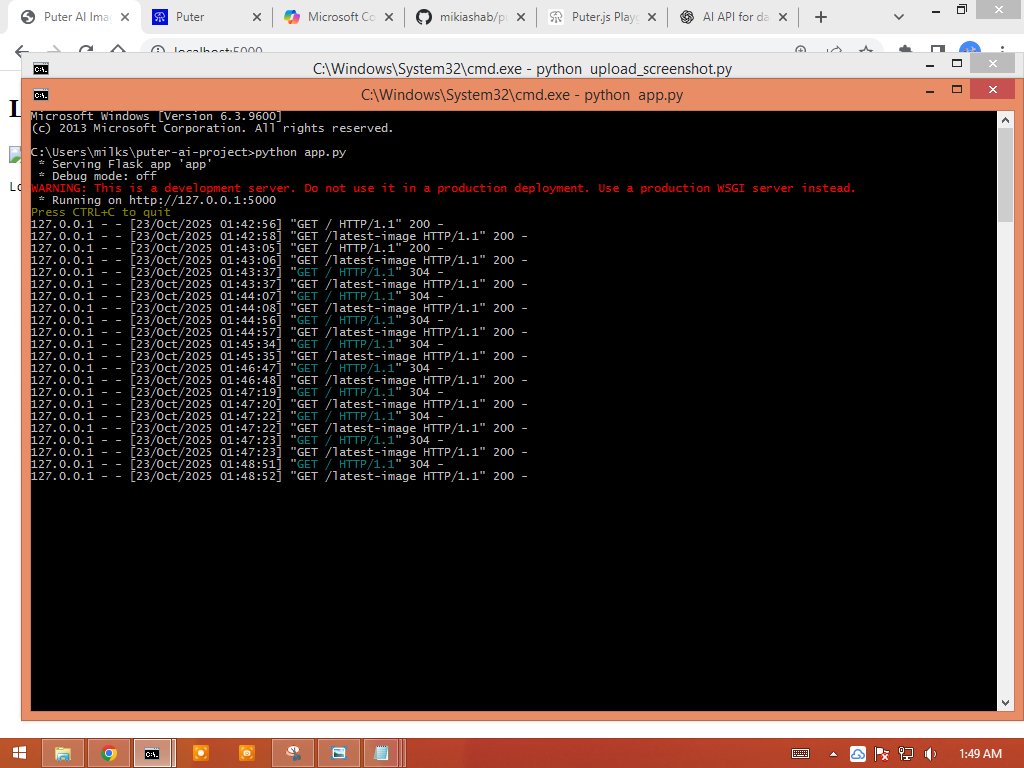 Puter AI Ima
Puter
Microsoft Co
mikiashab/p
Puter.js Play
AI API for da
localhost:5000
C:\Windows\System32\cmd.exe - python upload_screenshot.py
C:\Windows\System32\cmd.exe - python app.py
Microsoft Windows [Version 6.3.9600]
(c) 2013 Microsoft Corporation. All rights reserved.
C:\Users\milks\puter-ai-project>python app.py
* Serving Flask app 'app'
* Debug mode: off
WARNING: This is a development server. Do not use it in a production deployment. Use a production WSGI server instead.
* Running on http://127.0.0.1:5000
Press CTRL+C to quit
127.0.0.1 - - [23/Oct/2025 01:42:56] "GET / HTTP/1.1" 200 -
127.0.0.1 - - [23/Oct/2025 01:42:58] "GET /latest-image HTTP/1.1" 200 -
127.0.0.1 - - [23/Oct/2025 01:43:05] "GET / HTTP/1.1" 200 -
127.0.0.1 - - [23/Oct/2025 01:43:06] "GET /latest-image HTTP/1.1" 200 -
127.0.0.1 - - [23/Oct/2025 01:43:37] "GET / HTTP/1.1" 304 -
127.0.0.1 - - [23/Oct/2025 01:43:37] "GET /latest-image HTTP/1.1" 200 -
127.0.0.1 - - [23/Oct/2025 01:44:07] "GET / HTTP/1.1" 304 -
127.0.0.1 - - [23/Oct/2025 01:44:08] "GET /latest-image HTTP/1.1" 200 -
127.0.0.1 - - [23/Oct/2025 01:44:56] "GET / HTTP/1.1" 304 -
127.0.0.1 - - [23/Oct/2025 01:44:57] "GET /latest-image HTTP/1.1" 200 -
127.0.0.1 - - [23/Oct/2025 01:45:34] "GET / HTTP/1.1" 304 -
127.0.0.1 - - [23/Oct/2025 01:45:35] "GET /latest-image HTTP/1.1" 200 -
127.0.0.1 - - [23/Oct/2025 01:46:47] "GET / HTTP/1.1" 304 -
127.0.0.1 - - [23/Oct/2025 01:46:48] "GET /latest-image HTTP/1.1" 200 -
127.0.0.1 - - [23/Oct/2025 01:47:19] "GET / HTTP/1.1" 304 -
127.0.0.1 - - [23/Oct/2025 01:47:20] "GET /latest-image HTTP/1.1" 200 -
127.0.0.1 - - [23/Oct/2025 01:47:22] "GET / HTTP/1.1" 304 -
127.0.0.1 - - [23/Oct/2025 01:47:22] "GET /latest-image HTTP/1.1" 200 -
127.0.0.1 - - [23/Oct/2025 01:47:23] "GET / HTTP/1.1" 304 -
127.0.0.1 - - [23/Oct/2025 01:47:23] "GET /latest-image HTTP/1.1" 200 -
127.0.0.1 - - [23/Oct/2025 01:48:51] "GET / HTTP/1.1" 304 -
127.0.0.1 - - [23/Oct/2025 01:48:52] "GET /latest-image HTTP/1.1" 200 -
1:49 AM